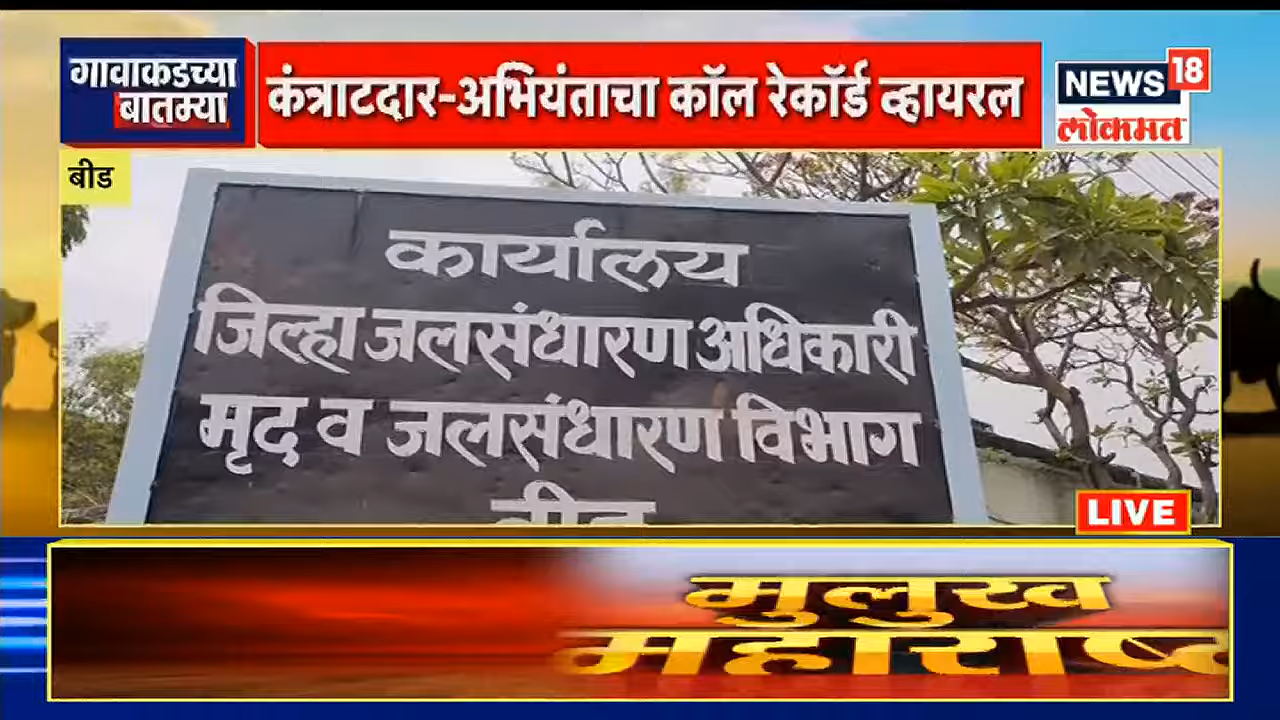 गावाकडच्या
बातम्या
कंत्राटदार-अभियंताचा कॉल रेकॉर्ड व्हायरल
NEWS 18
लोकमत
बीड
कार्यालय
जिल्हा जलसंधारण अधिकारी
मृद व जलसंधारण विभाग
बीड
LIVE
मुलुख
महाराष्ट्र